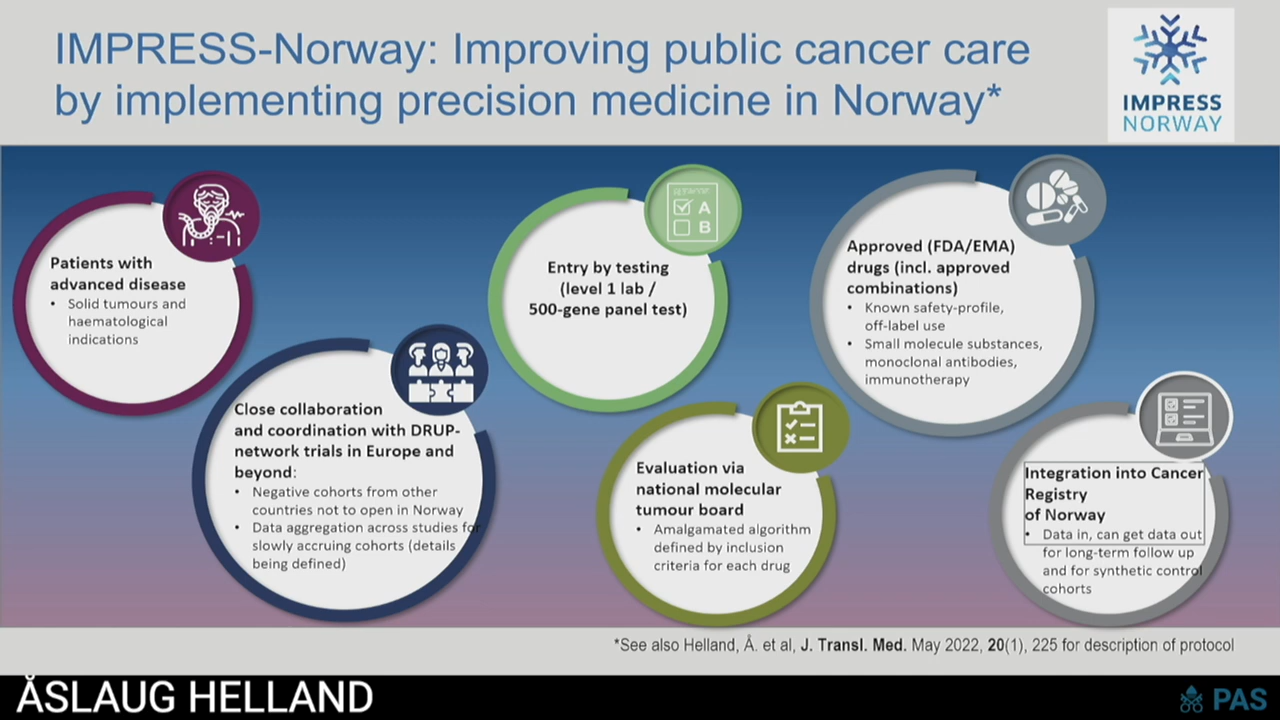 IMPRESS-Norway: Improving public cancer care
by implementing precision medicine in Norway*
IMPRESS
NORWAY
Patients with
advanced disease
• Solid tumours and
haematological
indications
Close collaboration
and coordination with DRUP-
network trials in Europe and
beyond:
• Negative cohorts from other
countries not to open in Norway
• Data aggregation across studies for
slowly accruing cohorts (details
being defined)
A
B
Entry by testing
(level 1 lab /
500-gene panel test)
Evaluation via
national molecular
tumour board
• Amalgamated algorithm
defined by inclusion
criteria for each drug
Approved (FDA/EMA)
drugs (incl. approved
combinations)
• Known safety-profile,
off-label use
• Small molecule substances,
monoclonal antibodies,
immunotherapy
Integration into Cancer
Registry
of Norway
• Data in, can get data out
for long-term follow up
and for synthetic control
cohorts
*See also Helland, Å. et al, J. Transl. Med. May 2022, 20(1), 225 for description of protocol
ÅSLAUG HELLAND
PAS